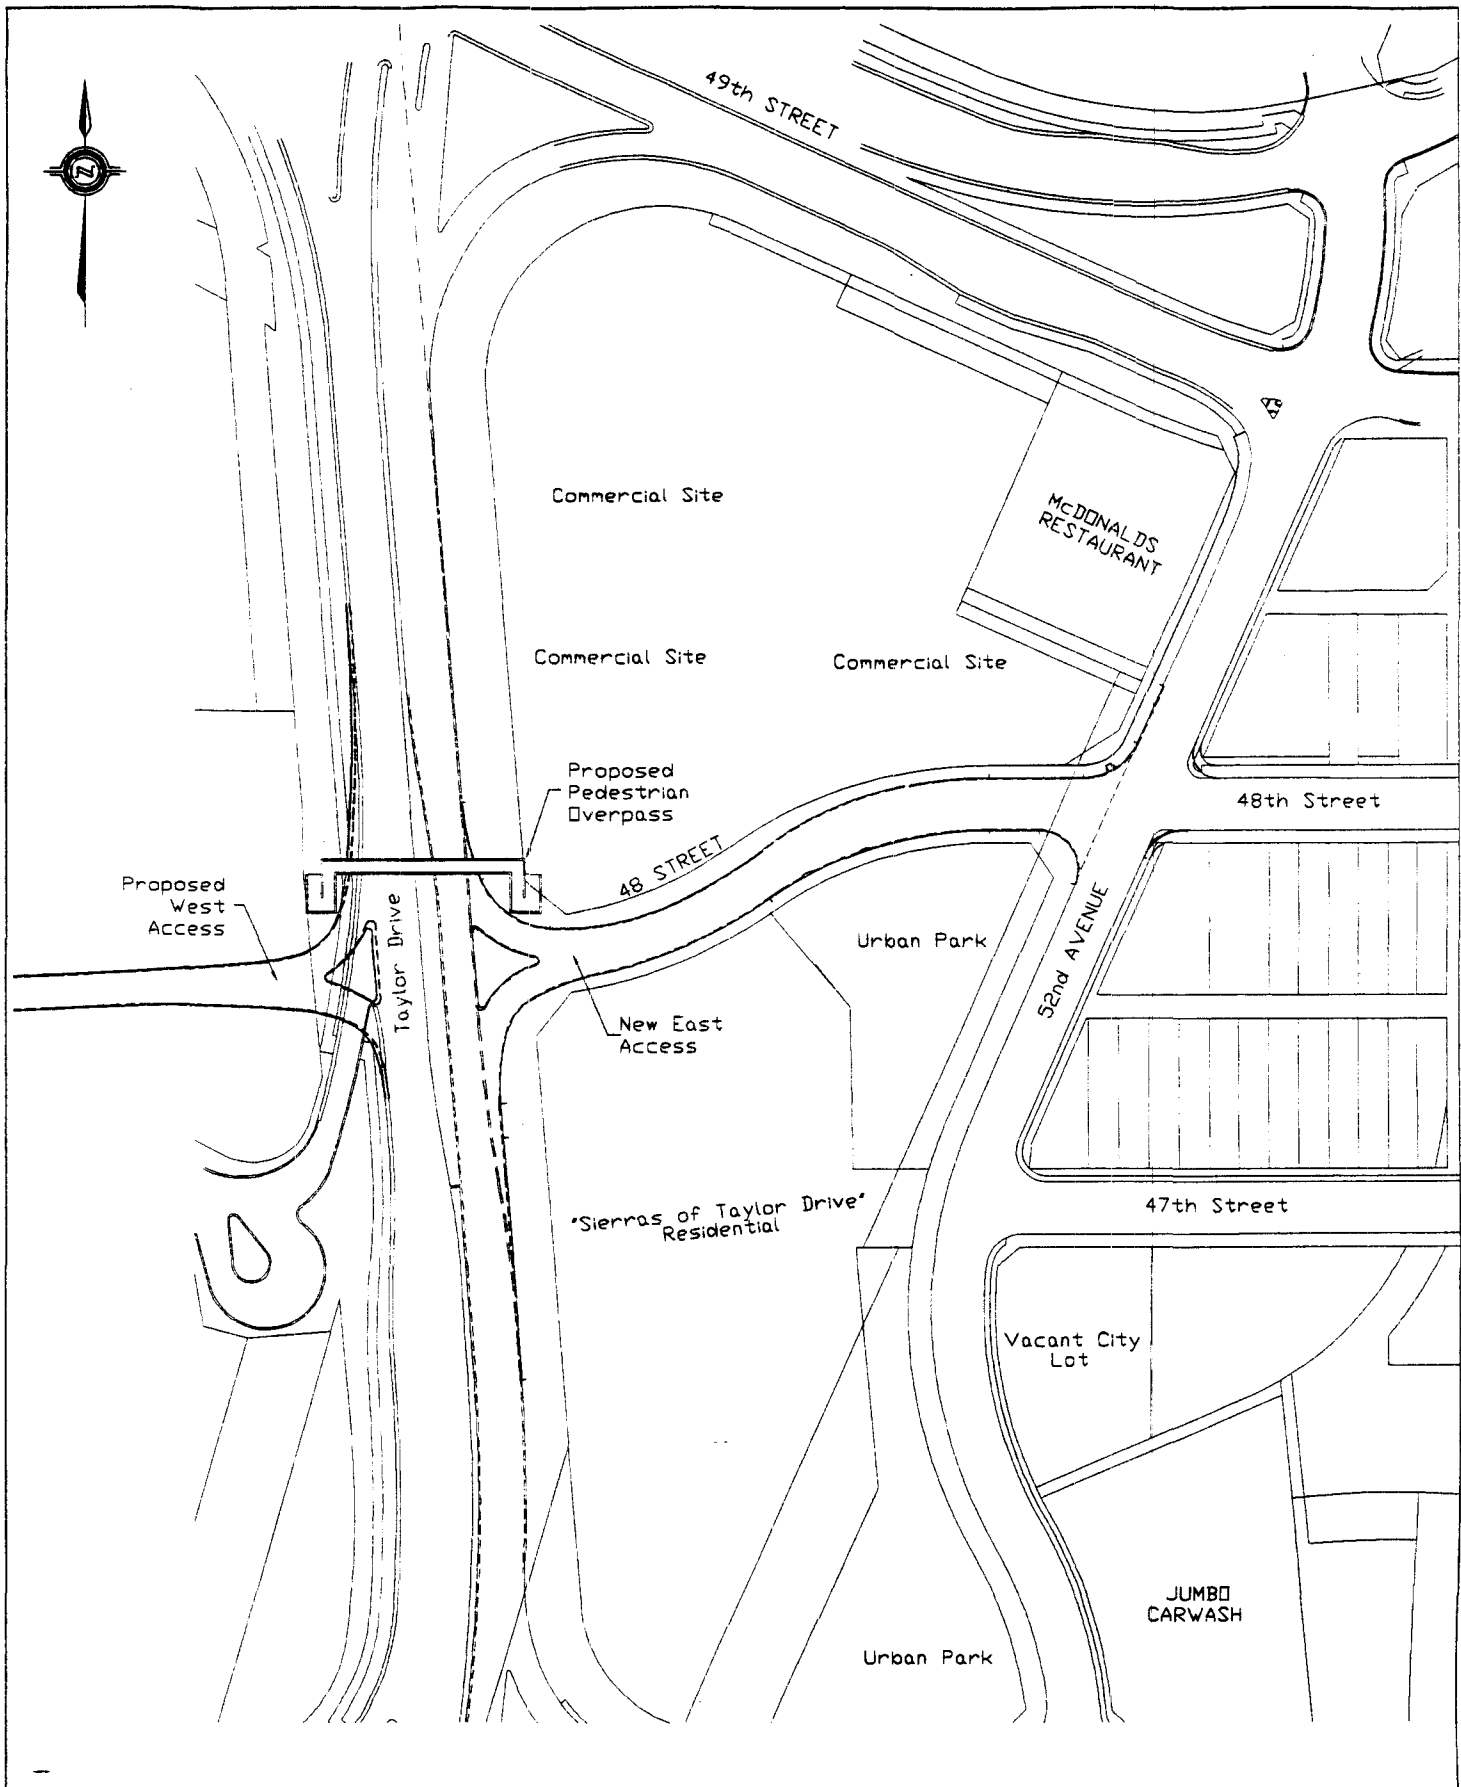 49th STREET
N
Commercial Site
McDONALDS
RESTAURANT
Commercial Site
Commercial Site
Proposed
Pedestrian
Overpass
48th Street
48 STREET
Proposed
West
Access
Taylor Drive
Urban Park
52nd AVENUE
New East
Access
"Sierras of Taylor Drive"
Residential
47th Street
Vacant City
Lot
JUMBO
CARWASH
Urban Park